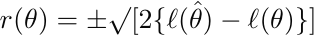 r(θ) = ±√[2{ℓ(θ̂) − ℓ(θ)}]